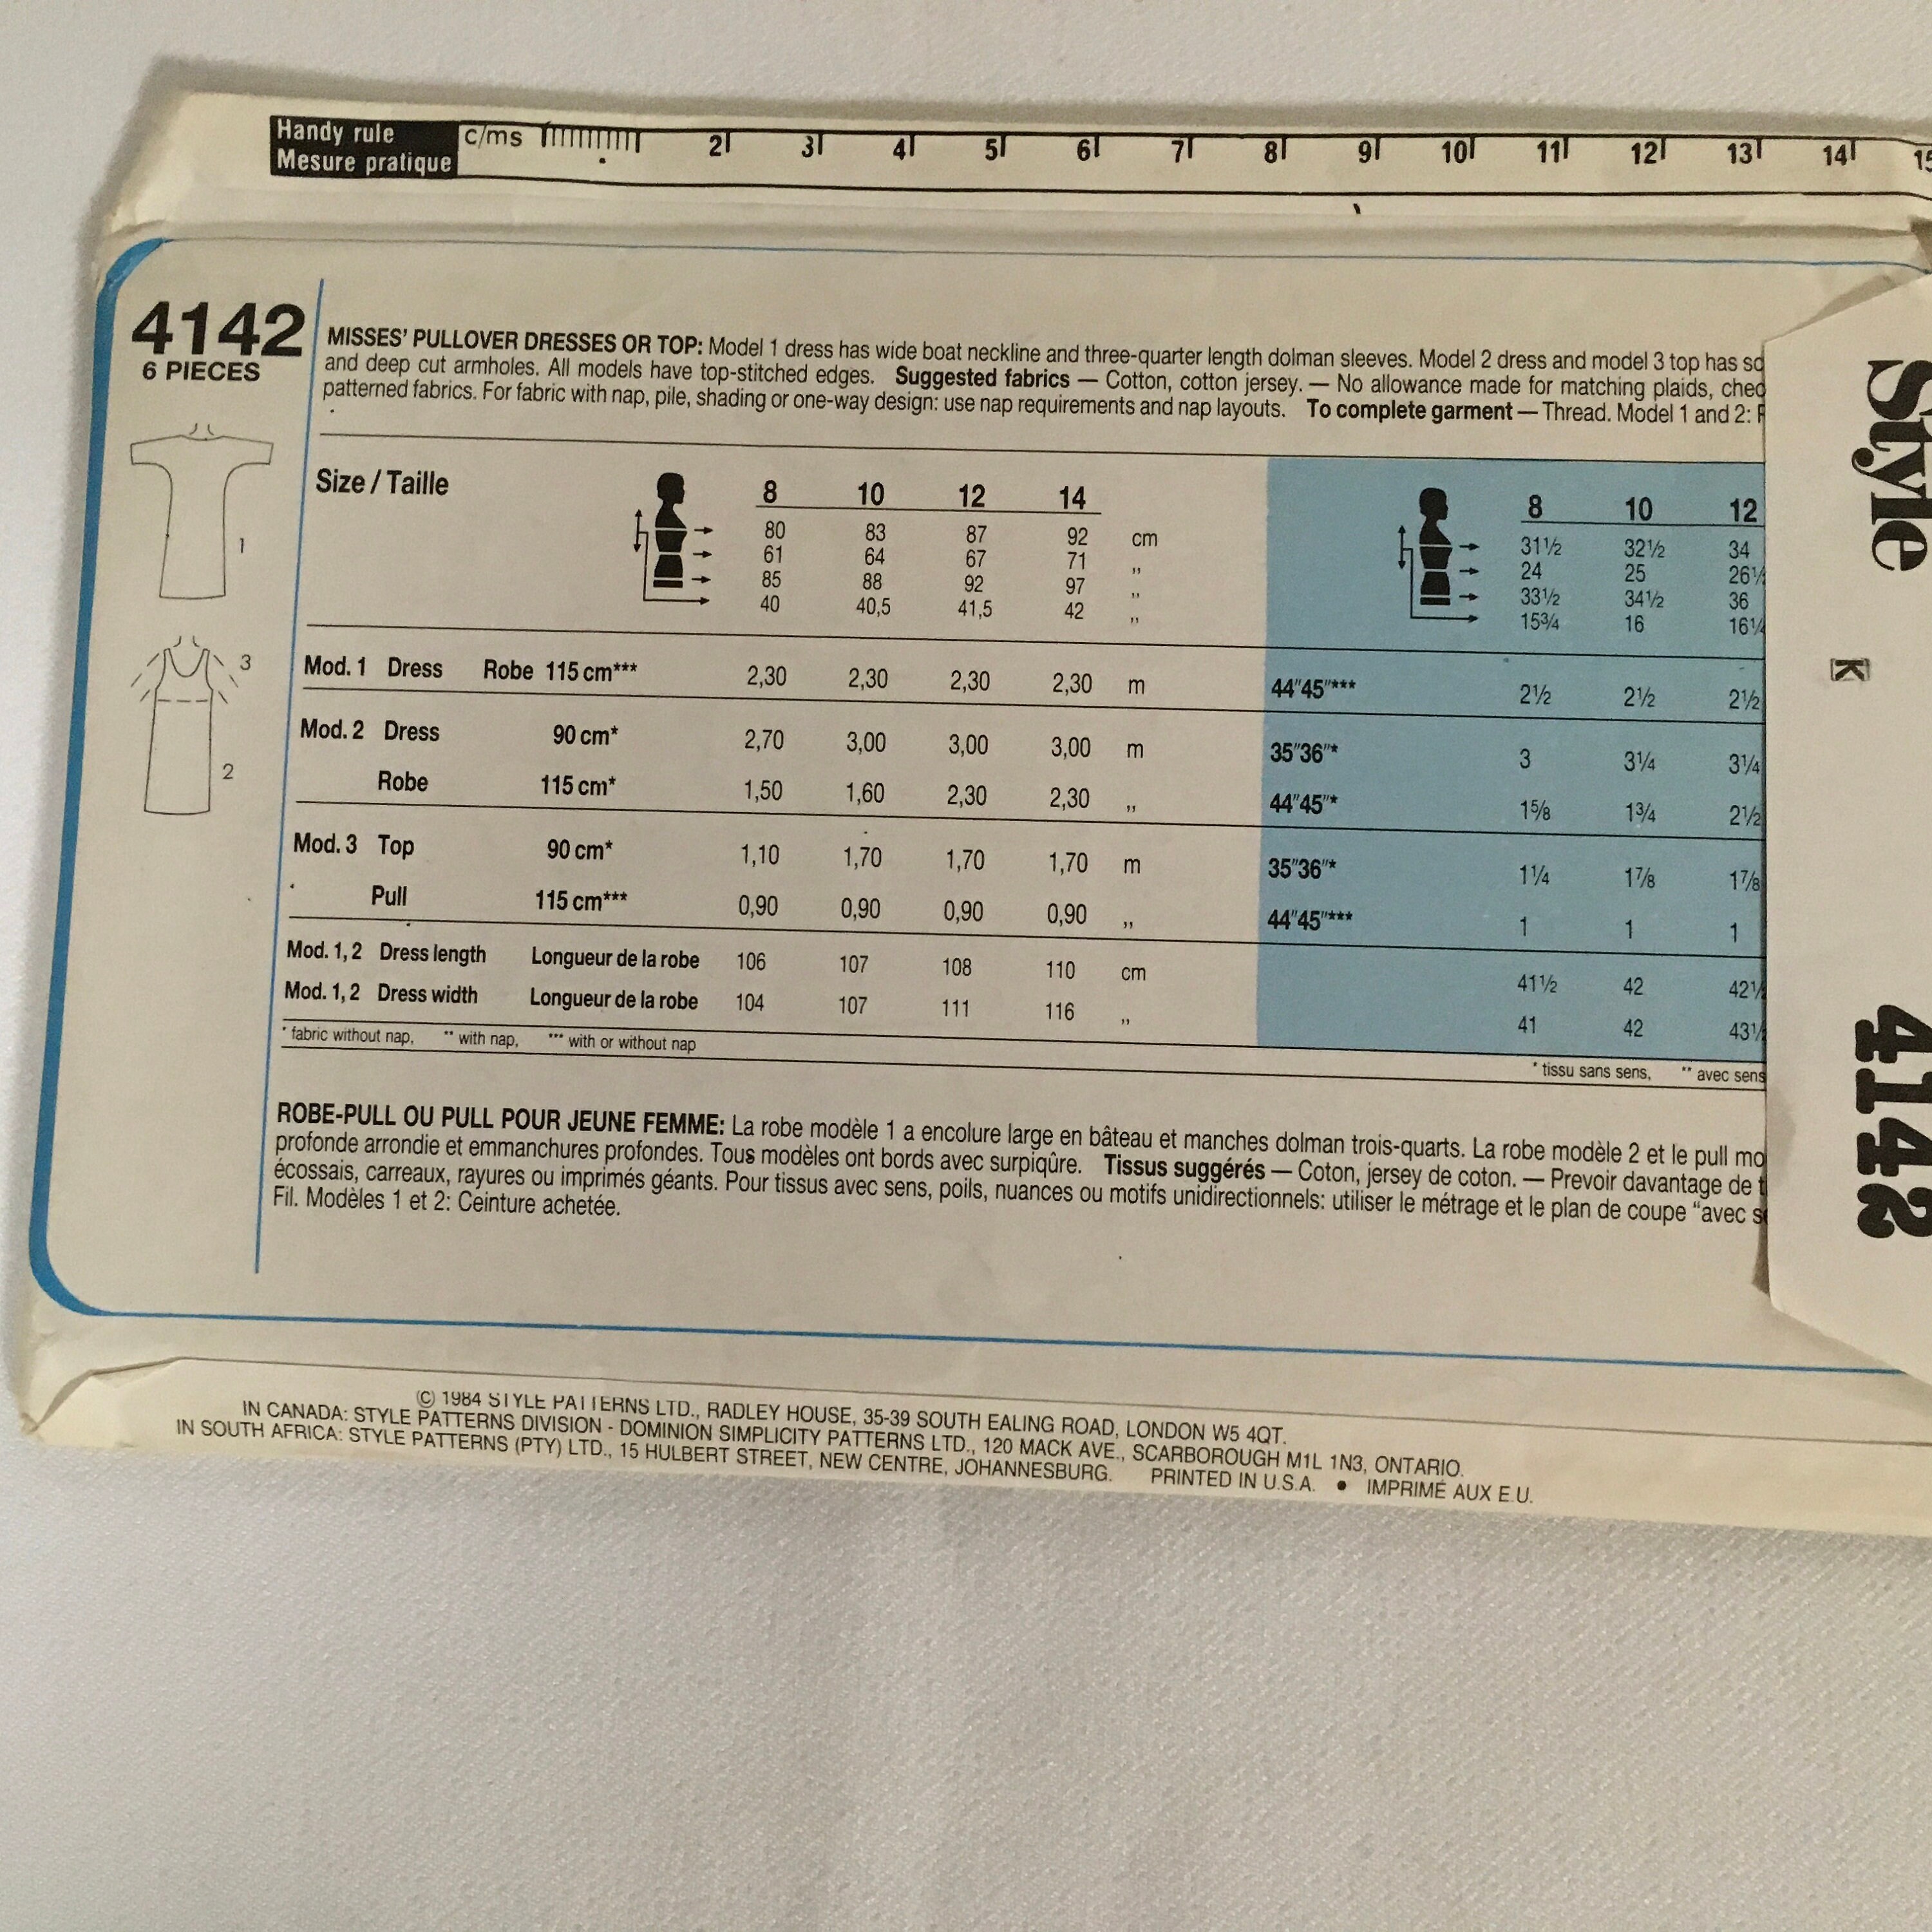 Handy rule
Mesure pratique
c/ms 2 3 4 5 6 7 8 9 10 11 12 13 14 15
4142
6 PIECES
MISSES' PULLOVER DRESSES OR TOP: Model 1 dress has wide boat neckline and three-quarter length dolman sleeves. Model 2 dress and model 3 top has
and deep cut armholes. All models have top-stitched edges. Suggested fabrics — Cotton, cotton jersey. — No allowance made for matching plaids,
patterned fabrics. For fabric with nap, pile, shading or one-way design: use nap requirements and nap layouts. To complete garment — Thread. Model 1 and 2:
1
3
2
Size / Taille 8 10 12 14 8 10 12
80 83 87 92 cm 31½ 32½ 34
61 64 67 71 ,, 24 25 26½
85 88 92 97 ,, 33½ 34½ 36
40 40,5 41,5 42 ,, 15¾ 16 16¼
Mod. 1 Dress Robe 115 cm*** 2,30 2,30 2,30 2,30 m 44"45"*** 2½ 2½ 2½
Mod. 2 Dress 90 cm* 2,70 3,00 3,00 3,00 m 35"36"* 3 3¼ 3¼
Robe 115 cm* 1,50 1,60 2,30 2,30 ,, 44"45"* 1⅝ 1¾ 2½
Mod. 3 Top 90 cm* 1,10 1,70 1,70 1,70 m 35"36"* 1¼ 1⅞ 1⅞
Pull 115 cm*** 0,90 0,90 0,90 0,90 ,, 44"45"*** 1 1 1
Mod. 1, 2 Dress length Longueur de la robe 106 107 108 110 cm 41½ 42 42½
Mod. 1, 2 Dress width Longueur de la robe 104 107 111 116 ,, 41 42 43½
* fabric without nap, ** with nap, *** with or without nap
* tissu sans sens, ** avec sens
ROBE-PULL OU PULL POUR JEUNE FEMME: La robe modèle 1 a encolure large en bâteau et manches dolman trois-quarts. La robe modèle 2 et le pull
profonde arrondie et emmanchures profondes. Tous modèles ont bords avec surpiqûre. Tissus suggérés — Coton, jersey de coton. — Prevoir davantage de
écossais, carreaux, rayures ou imprimés géants. Pour tissus avec sens, poils, nuances ou motifs unidirectionnels: utiliser le métrage et le plan de coupe "avec
Fil. Modèles 1 et 2: Ceinture achetée.
Style
K
4142
(C) 1984 STYLE PATTERNS LTD., RADLEY HOUSE, 35-39 SOUTH EALING ROAD, LONDON W5 4QT.
IN CANADA: STYLE PATTERNS DIVISION - DOMINION SIMPLICITY PATTERNS LTD., 120 MACK AVE., SCARBOROUGH M1L 1N3, ONTARIO.
IN SOUTH AFRICA: STYLE PATTERNS (PTY) LTD., 15 HULBERT STREET, NEW CENTRE, JOHANNESBURG. PRINTED IN U.S.A. • IMPRIMÉ AUX E.U.